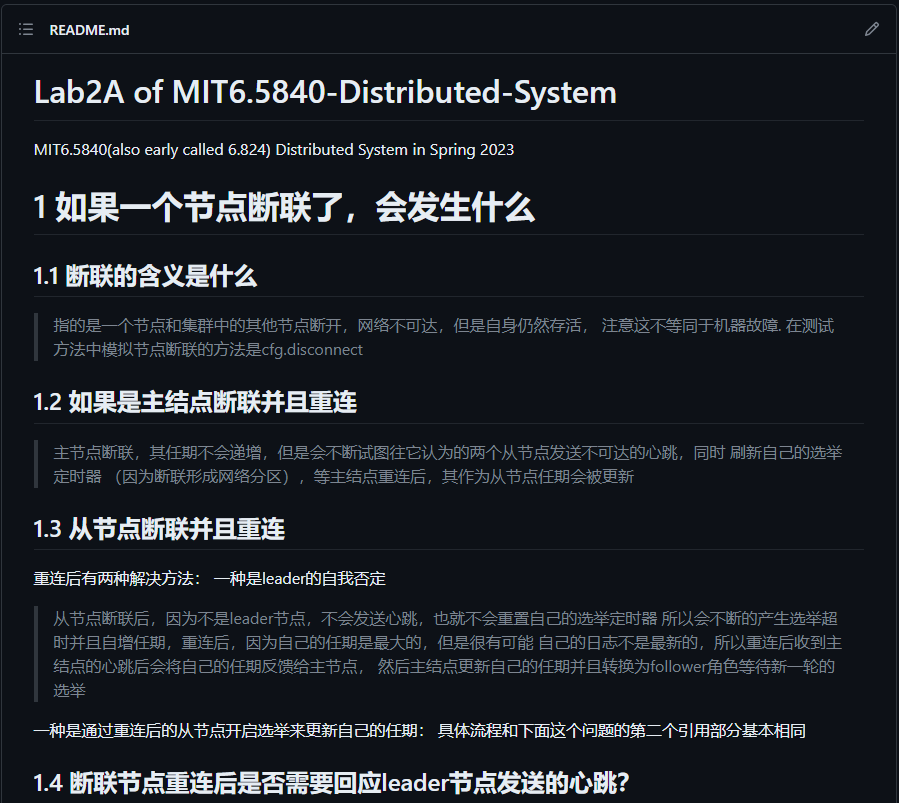 README.md
Lab2A of MIT6.5840-Distributed-System
MIT6.5840(also early called 6.824) Distributed System in Spring 2023
1 如果一个节点断联了，会发生什么
1.1 断联的含义是什么
指的是一个节点和集群中的其他节点断开，网络不可达，但是自身仍然存活， 注意这不等同于机器故障. 在测试
方法中模拟节点断联的方法是cfg.disconnect
1.2 如果是主结点断联并且重连
主节点断联，其任期不会递增，但是会不断试图往它认为的两个从节点发送不可达的心跳，同时 刷新自己的选举
定时器 （因为断联形成网络分区），等主结点重连后，其作为从节点任期会被更新
1.3 从节点断联并且重连
重连后有两种解决方法： 一种是leader的自我否定
从节点断联后，因为不是leader节点，不会发送心跳，也就不会重置自己的选举定时器 所以会不断的产生选举超
时并且自增任期，重连后，因为自己的任期是最大的，但是很有可能 自己的日志不是最新的，所以重连后收到主
结点的心跳后会将自己的任期反馈给主节点， 然后主结点更新自己的任期并且转换为follower角色等待新一轮的
选举
一种是通过重连后的从节点开启选举来更新自己的任期： 具体流程和下面这个问题的第二个引用部分基本相同
1.4 断联节点重连后是否需要回应leader节点发送的心跳?